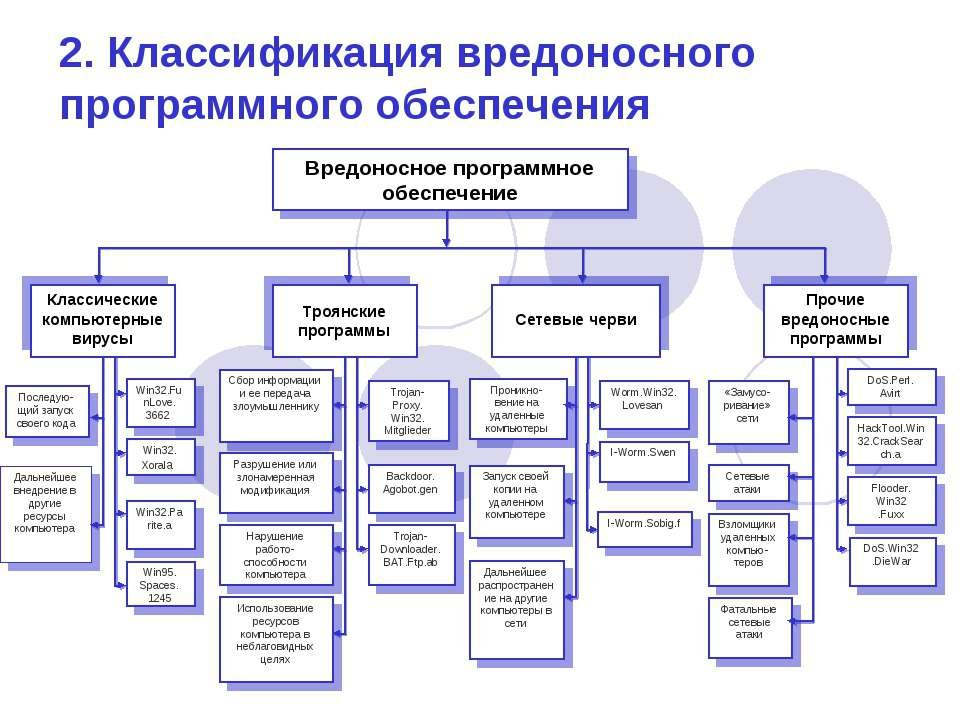 2. Классификация вредоносного
программного обеспечения
Вредоносное программное
обеспечение
Классические
компьютерные
вирусы
Троянские
программы
Сетевые черви
Прочие
вредоносные
программы
Последую-
щий запуск
своего кода
Дальнейшее
внедрение в
другие
ресурсы
компьютера
Win32.Fu
nLove.
3662
Win32.
Xorala
Win32.Pa
rite.a
Win95.
Spaces.
1245
Сбор информации
и ее передача
злоумышленнику
Разрушение или
злонамеренная
модификация
Нарушение
работо-
способности
компьютера
Использование
ресурсов
компьютера в
неблаговидных
целях
Trojan-
Proxy.
Win32.
Mitglieder
Backdoor.
Agobot.gen
Trojan-
Downloader.
BAT.Ftp.ab
Проникно-
вение на
удаленные
компьютеры
Запуск своей
копии на
удаленном
компьютере
Дальнейшее
распространен
ие на другие
компьютеры в
сети
Worm.Win32.
Lovesan
I-Worm.Swen
I-Worm.Sobig.f
«Замусо-
ривание»
сети
Сетевые
атаки
Взломщики
удаленных
компью-
теров
Фатальные
сетевые
атаки
DoS.Perl.
Avirt
HackTool.Win
32.CrackSear
ch.a
Flooder.
Win32
.Fuxx
DoS.Win32
.DieWar